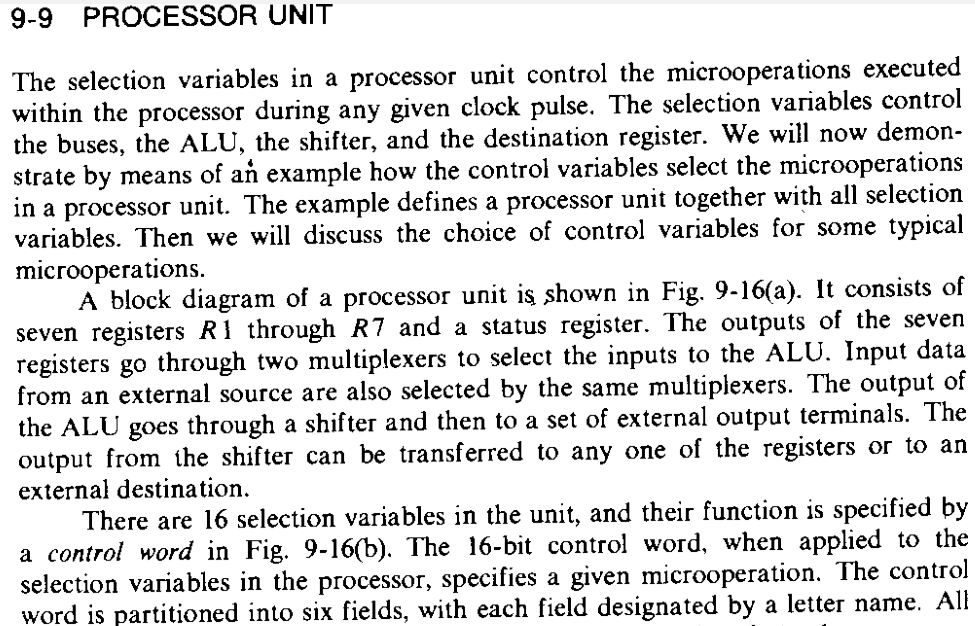 9-9 PROCESSOR UNIT
The selection variables in a processor unit control the microoperations executed
within the processor during any given clock pulse. The selection variables control
the buses, the ALU, the shifter, and the destination register. We will now demon-
strate by means of an example how the control variables select the microoperations
in a processor unit. The example defines a processor unit together with all selection
variables. Then we will discuss the choice of control variables for some typical
microoperations.
A block diagram of a processor unit is shown in Fig. 9-16(a). It consists of
seven registers R1 through R7 and a status register. The outputs of the seven
registers go through two multiplexers to select the inputs to the ALU. Input data
from an external source are also selected by the same multiplexers. The output of
the ALU goes through a shifter and then to a set of external output terminals. The
output from the shifter can be transferred to any one of the registers or to an
external destination.
There are 16 selection variables in the unit, and their function is specified by
a control word in Fig. 9-16(b). The 16-bit control word, when applied to the
selection variables in the processor, specifies a given microoperation. The control
word is partitioned into six fields, with each field designated by a letter name. All